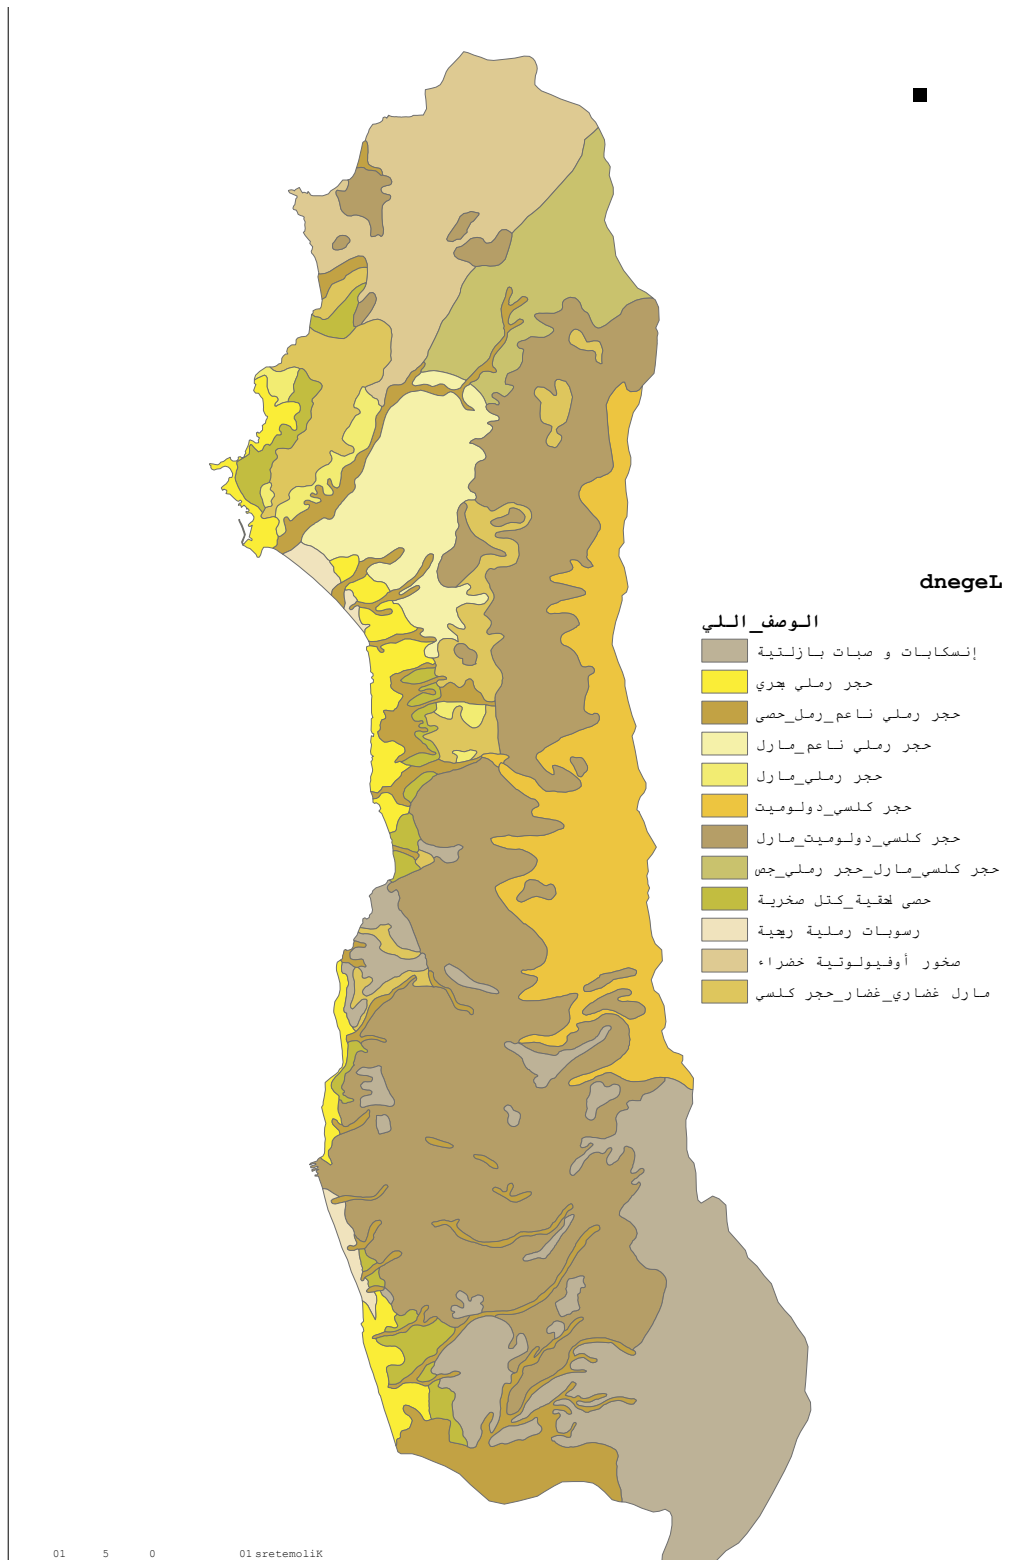 dnegeL
الوصف_اللي
إنسكابات و صبات بازلتية
حجر رملي بحري
حجر رملي ناعم_رمل_حصى
حجر رملي ناعم_مارل
حجر رملي_مارل
حجر كلسي_دولوميت
حجر كلسي_دولوميت_مارل
حجر كلسي_مارل_حجر رملي_جص
حصى لحقية_كتل صخرية
رسوبات رملية ريحية
صخور أوفيولوتية خضراء
مارل غضاري_غضار_حجر كلسي
01 5 0 01 sretemoliK